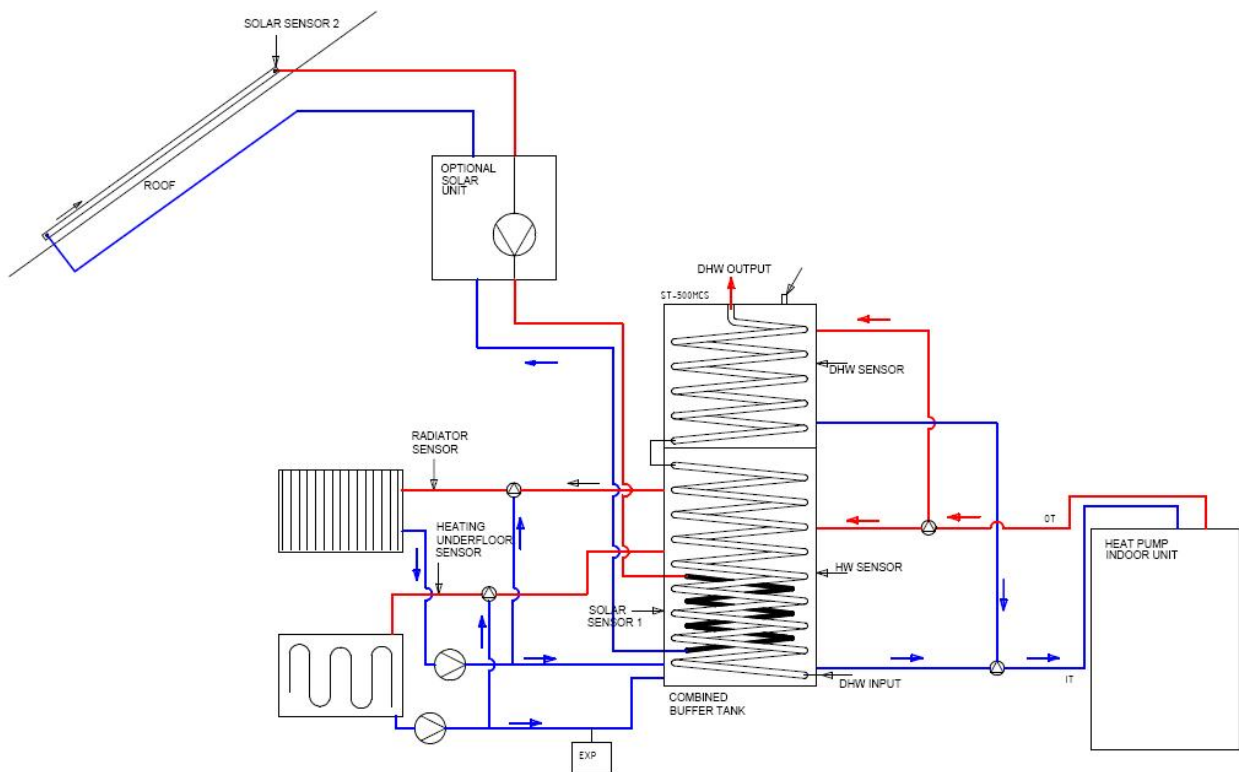 SOLAR SENSOR 2
ROOF
OPTIONAL
SOLAR
UNIT
DHW OUTPUT
ST-500MCS
DHW SENSOR
RADIATOR
SENSOR
HEATING
UNDERFLOOR
SENSOR
OT
HEAT PUMP
INDOOR UNIT
HW SENSOR
SOLAR
SENSOR 1
IT
DHW INPUT
COMBINED
BUFFER TANK
EXP